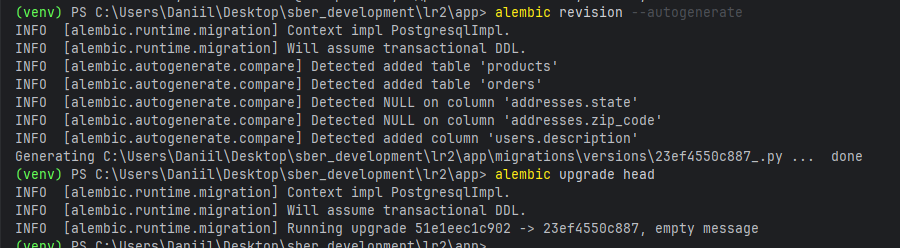 (venv) PS C:\Users\Daniil\Desktop\sber_development\lr2\app> alembic revision --autogenerate
INFO  [alembic.runtime.migration] Context impl PostgresqlImpl.
INFO  [alembic.runtime.migration] Will assume transactional DDL.
INFO  [alembic.autogenerate.compare] Detected added table 'products'
INFO  [alembic.autogenerate.compare] Detected added table 'orders'
INFO  [alembic.autogenerate.compare] Detected NULL on column 'addresses.state'
INFO  [alembic.autogenerate.compare] Detected NULL on column 'addresses.zip_code'
INFO  [alembic.autogenerate.compare] Detected added column 'users.description'
Generating C:\Users\Daniil\Desktop\sber_development\lr2\app\migrations\versions\23ef4550c887_.py ...  done
(venv) PS C:\Users\Daniil\Desktop\sber_development\lr2\app> alembic upgrade head
INFO  [alembic.runtime.migration] Context impl PostgresqlImpl.
INFO  [alembic.runtime.migration] Will assume transactional DDL.
INFO  [alembic.runtime.migration] Running upgrade 51e1eec1c902 -> 23ef4550c887, empty message
(venv) PS C:\Users\Daniil\Desktop\sber_development\lr2\app>